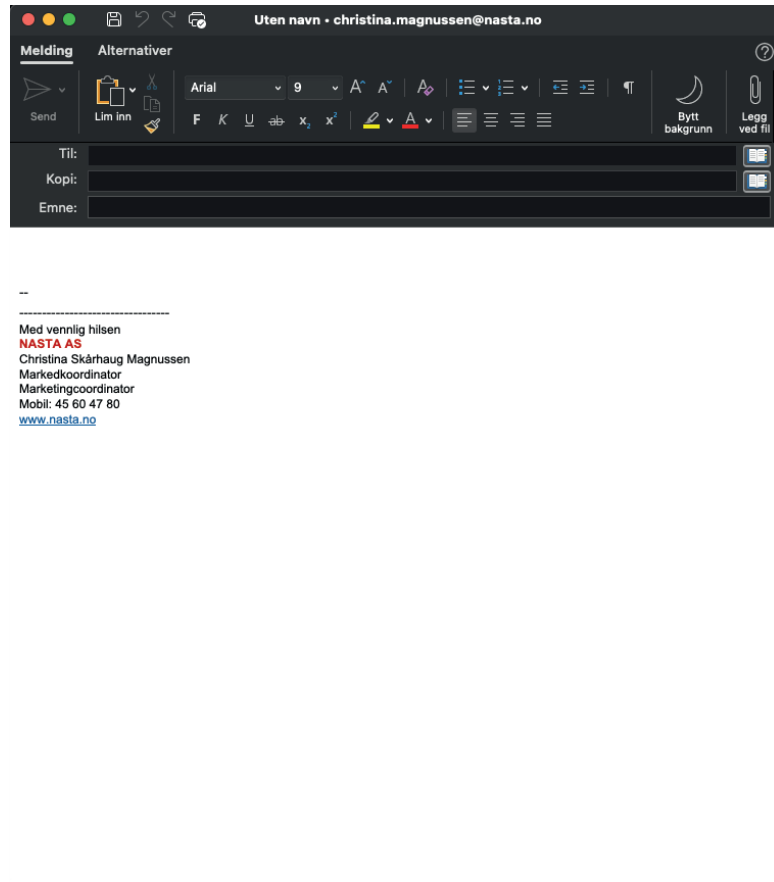 Uten navn • christina.magnussen@nasta.no
Melding Alternativer
Send
Lim inn
Arial 9
F K U ab x₂ x²
A A A
A
Bytt bakgrunn
Legg ved fil
Til:
Kopi:
Emne:
--
---------------------------------
Med vennlig hilsen
NASTA AS
Christina Skårhaug Magnussen
Markedkoordinator
Marketingcoordinator
Mobil: 45 60 47 80
www.nasta.no